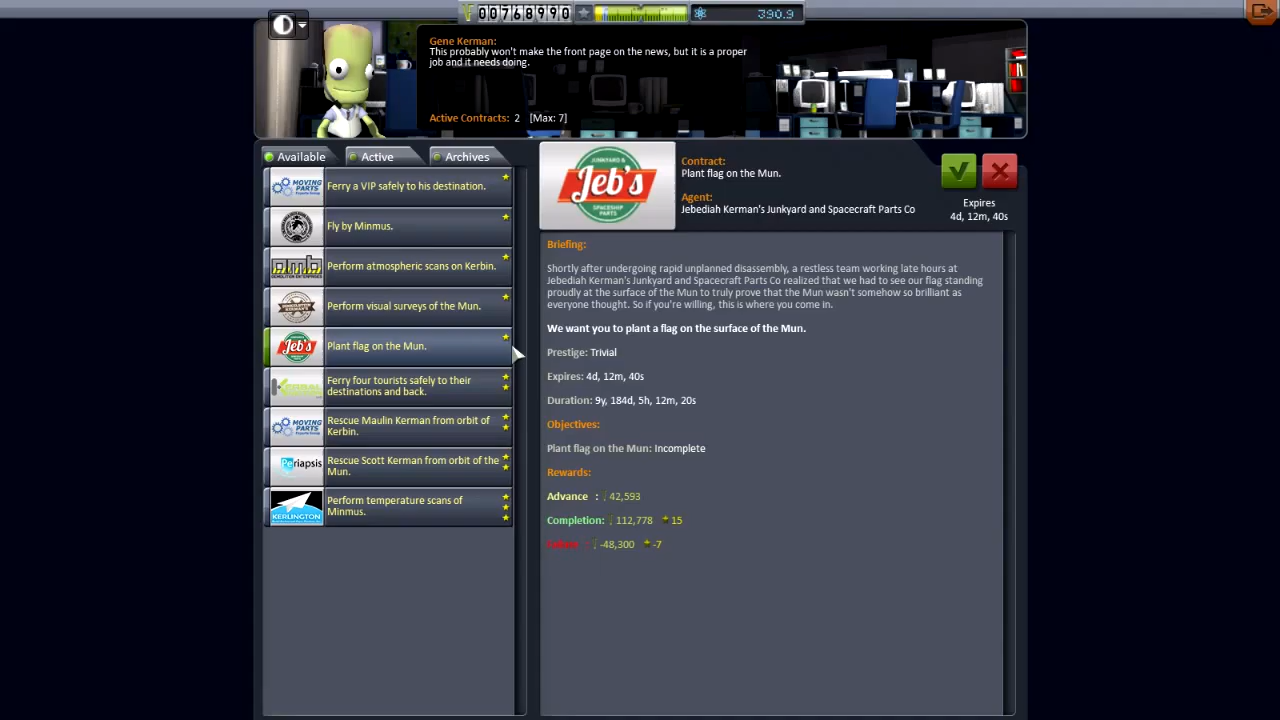 00768990
390.9
Gene Kerman:
This probably won't make the front page on the news, but it is a proper
job and it needs doing.
Active Contracts: 2 [Max: 7]
Available
Active
Archives
MOVING
PARTS
Ferry a VIP safely to his destination.
Fly by Minmus.
Perform atmospheric scans on Kerbin.
Perform visual surveys of the Mun.
Jeb's
Plant flag on the Mun.
Ferry four tourists safely to their
destinations and back.
MOVING
PARTS
Rescue Maulin Kerman from orbit of
Kerbin.
Periapsis
Rescue Scott Kerman from orbit of the
Mun.
KERLINGTON
Perform temperature scans of
Minmus.
JUNKYARD &
Jeb's
SPACESHIP
PARTS
Contract:
Plant flag on the Mun.
Agent:
Jebediah Kerman's Junkyard and Spacecraft Parts Co
Expires
4d, 12m, 40s
Briefing:
Shortly after undergoing rapid unplanned disassembly, a restless team working late hours at
Jebediah Kerman's Junkyard and Spacecraft Parts Co realized that we had to see our flag standing
proudly at the surface of the Mun to truly prove that the Mun wasn't somehow so brilliant as
everyone thought. So if you're willing, this is where you come in.
We want you to plant a flag on the surface of the Mun.
Prestige: Trivial
Expires: 4d, 12m, 40s
Duration: 9y, 184d, 5h, 12m, 20s
Objectives:
Plant flag on the Mun: Incomplete
Rewards:
Advance : 42,593
Completion: 112,778 15
-48,300 -7